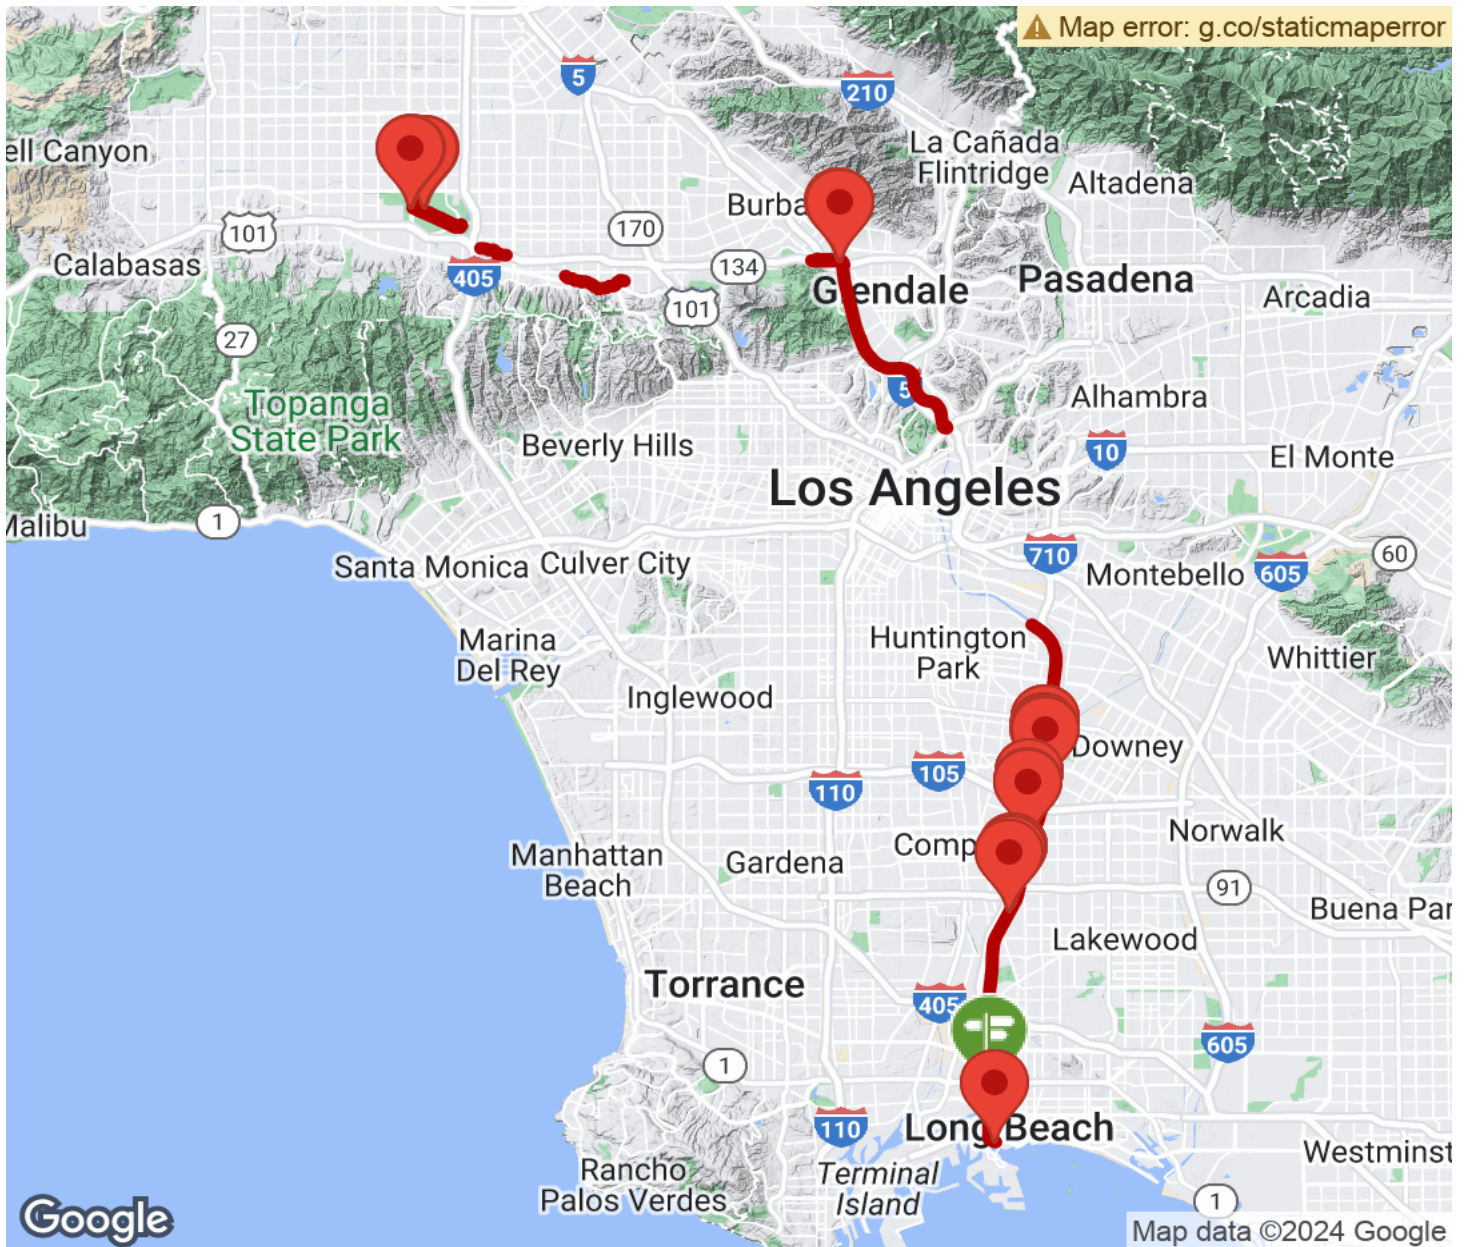 Map error: g.co/staticmaperror
5
210
ell Canyon
La Cañada
Flintridge
Altadena
Burba
101
170
Calabasas
405
134
Pasadena
Glendale
101
Arcadia
27
5
Topanga
State Park
Alhambra
Beverly Hills
10
El Monte
Los Angeles
Malibu
1
Santa Monica
Culver City
710
60
Montebello
605
Marina
Del Rey
Huntington
Park
Whittier
Inglewood
Downey
105
110
Norwalk
Comp
Manhattan
Beach
Gardena
91
Buena Par
Lakewood
Torrance
405
605
1
110
Long Beach
Westminst
Rancho
Palos Verdes
Terminal
Island
1
Google
Map data ©2024 Google